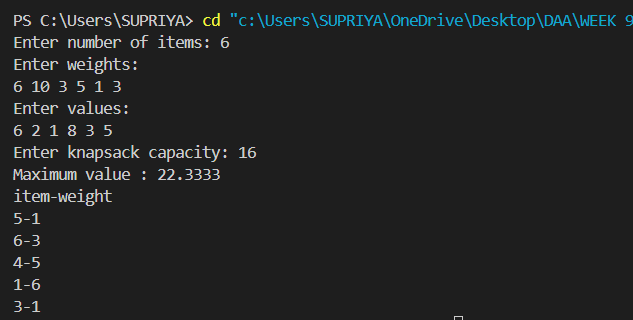 PS C:\Users\SUPRIYA> cd "c:\Users\SUPRIYA\OneDrive\Desktop\DAA\WEEK 9
Enter number of items: 6
Enter weights:
6 10 3 5 1 3
Enter values:
6 2 1 8 3 5
Enter knapsack capacity: 16
Maximum value : 22.3333
item-weight
5-1
6-3
4-5
1-6
3-1